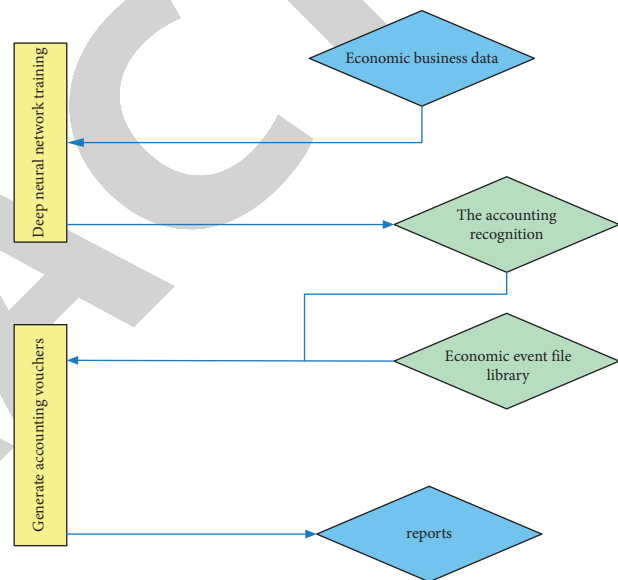 Economic business data
Deep neural network training
The accounting
recognition
Economic event file
library
Generate accounting vouchers
reports